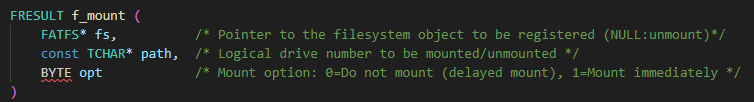 FRESULT f_mount (
    FATFS* fs,           /* Pointer to the filesystem object to be registered (NULL:unmount)*/
    const TCHAR* path,  /* Logical drive number to be mounted/unmounted */
    BYTE opt             /* Mount option: 0=Do not mount (delayed mount), 1=Mount immediately */
)